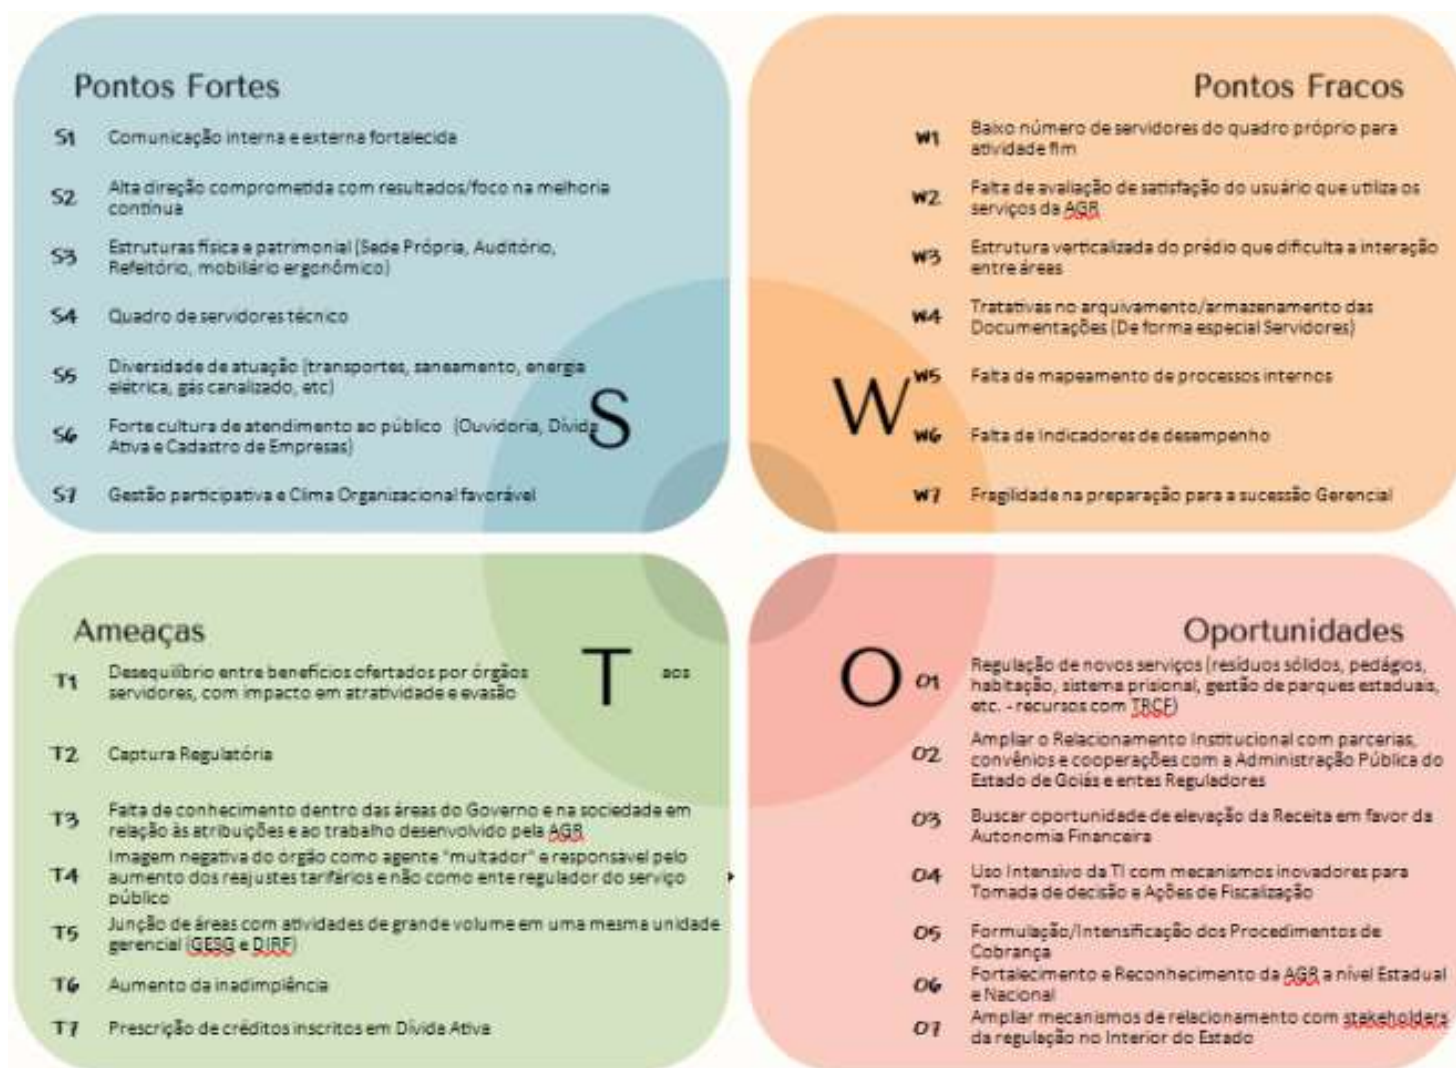 Pontos Fortes
S1 Comunicação interna e externa fortalecida
S2 Alta direção comprometida com resultados/foco na melhoria
contínua
S3 Estruturas física e patrimonial (Sede Própria, Auditório,
Refeitório, mobiliário ergonômico)
S4 Quadro de servidores técnico
S5 Diversidade de atuação (transportes, saneamento, energia
elétrica, gás canalizado, etc)
S6 Forte cultura de atendimento ao público (Ouvidoria, Dívida
Ativa e Cadastro de Empresas)
S7 Gestão participativa e Clima Organizacional favorável
S
Pontos Fracos
W1 Baixo número de servidores do quadro próprio para
atividade fim
W2 Falta de avaliação de satisfação do usuário que utiliza os
serviços da AGR
W3 Estrutura verticalizada do prédio que dificulta a interação
entre áreas
W4 Tratativas no arquivamento/armazenamento das
Documentações (De forma especial Servidores)
W5 Falta de mapeamento de processos internos
W6 Falta de Indicadores de desempenho
W7 Fragilidade na preparação para a sucessão Gerencial
W
Ameaças
T1 Desequilíbrio entre benefícios ofertados por órgãos aos
servidores, com impacto em atratividade e evasão
T2 Captura Regulatória
T3 Falta de conhecimento dentro das áreas do Governo e na sociedade em
relação às atribuições e ao trabalho desenvolvido pela AGR
T4 Imagem negativa do órgão como agente "multador" e responsável pelo
aumento dos reajustes tarifários e não como ente regulador do serviço
público
T5 Junção de áreas com atividades de grande volume em uma mesma unidade
gerencial (GESG e DIRF)
T6 Aumento da inadimplência
T7 Prescrição de créditos inscritos em Dívida Ativa
T
Oportunidades
O1 Regulação de novos serviços (resíduos sólidos, pedágios,
habitação, sistema prisional, gestão de parques estaduais,
etc. - recursos com TRCF)
O2 Ampliar o Relacionamento Institucional com parcerias,
convênios e cooperações com a Administração Pública do
Estado de Goiás e entes Reguladores
O3 Buscar oportunidade de elevação da Receita em favor da
Autonomia Financeira
O4 Uso Intensivo da TI com mecanismos inovadores para
Tomada de decisão e Ações de Fiscalização
O5 Formulação/Intensificação dos Procedimentos de
Cobrança
O6 Fortalecimento e Reconhecimento da AGR a nível Estadual
e Nacional
O7 Ampliar mecanismos de relacionamento com stakeholders
da regulação no Interior do Estado
O